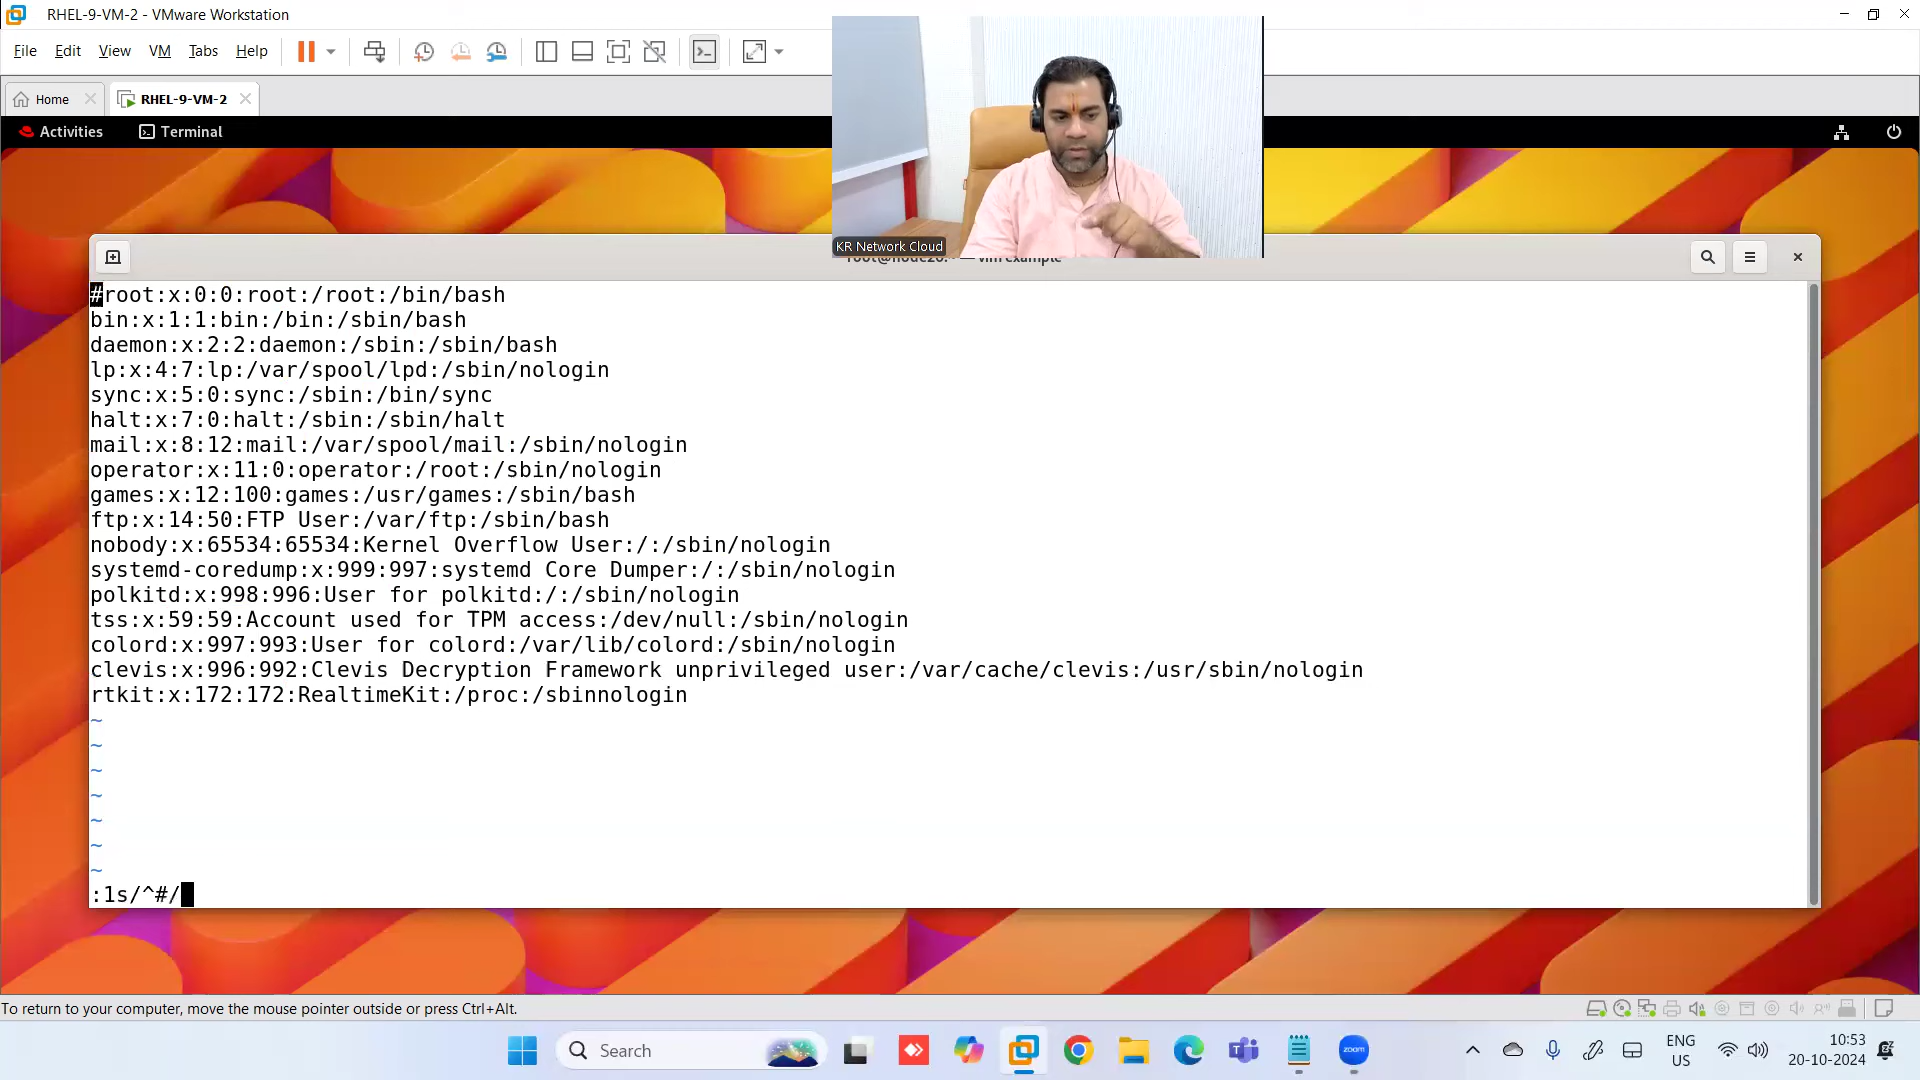 RHEL-9-VM-2 - VMware Workstation
File Edit View VM Tabs Help
Home RHEL-9-VM-2
Activities Terminal
KR Network Cloud
#root:x:0:0:root:/root:/bin/bash
bin:x:1:1:bin:/bin:/sbin/bash
daemon:x:2:2:daemon:/sbin:/sbin/bash
lp:x:4:7:lp:/var/spool/lpd:/sbin/nologin
sync:x:5:0:sync:/sbin:/bin/sync
halt:x:7:0:halt:/sbin:/sbin/halt
mail:x:8:12:mail:/var/spool/mail:/sbin/nologin
operator:x:11:0:operator:/root:/sbin/nologin
games:x:12:100:games:/usr/games:/sbin/bash
ftp:x:14:50:FTP User:/var/ftp:/sbin/bash
nobody:x:65534:65534:Kernel Overflow User:/:/sbin/nologin
systemd-coredump:x:999:997:systemd Core Dumper:/:/sbin/nologin
polkitd:x:998:996:User for polkitd:/:/sbin/nologin
tss:x:59:59:Account used for TPM access:/dev/null:/sbin/nologin
colord:x:997:993:User for colord:/var/lib/colord:/sbin/nologin
clevis:x:996:992:Clevis Decryption Framework unprivileged user:/var/cache/clevis:/usr/sbin/nologin
rtkit:x:172:172:RealtimeKit:/proc:/sbinnologin
~
~
~
~
~
~
~
:1s/^#/
To return to your computer, move the mouse pointer outside or press Ctrl+Alt.
Search
zoom
ENG
US
10:53
20-10-2024